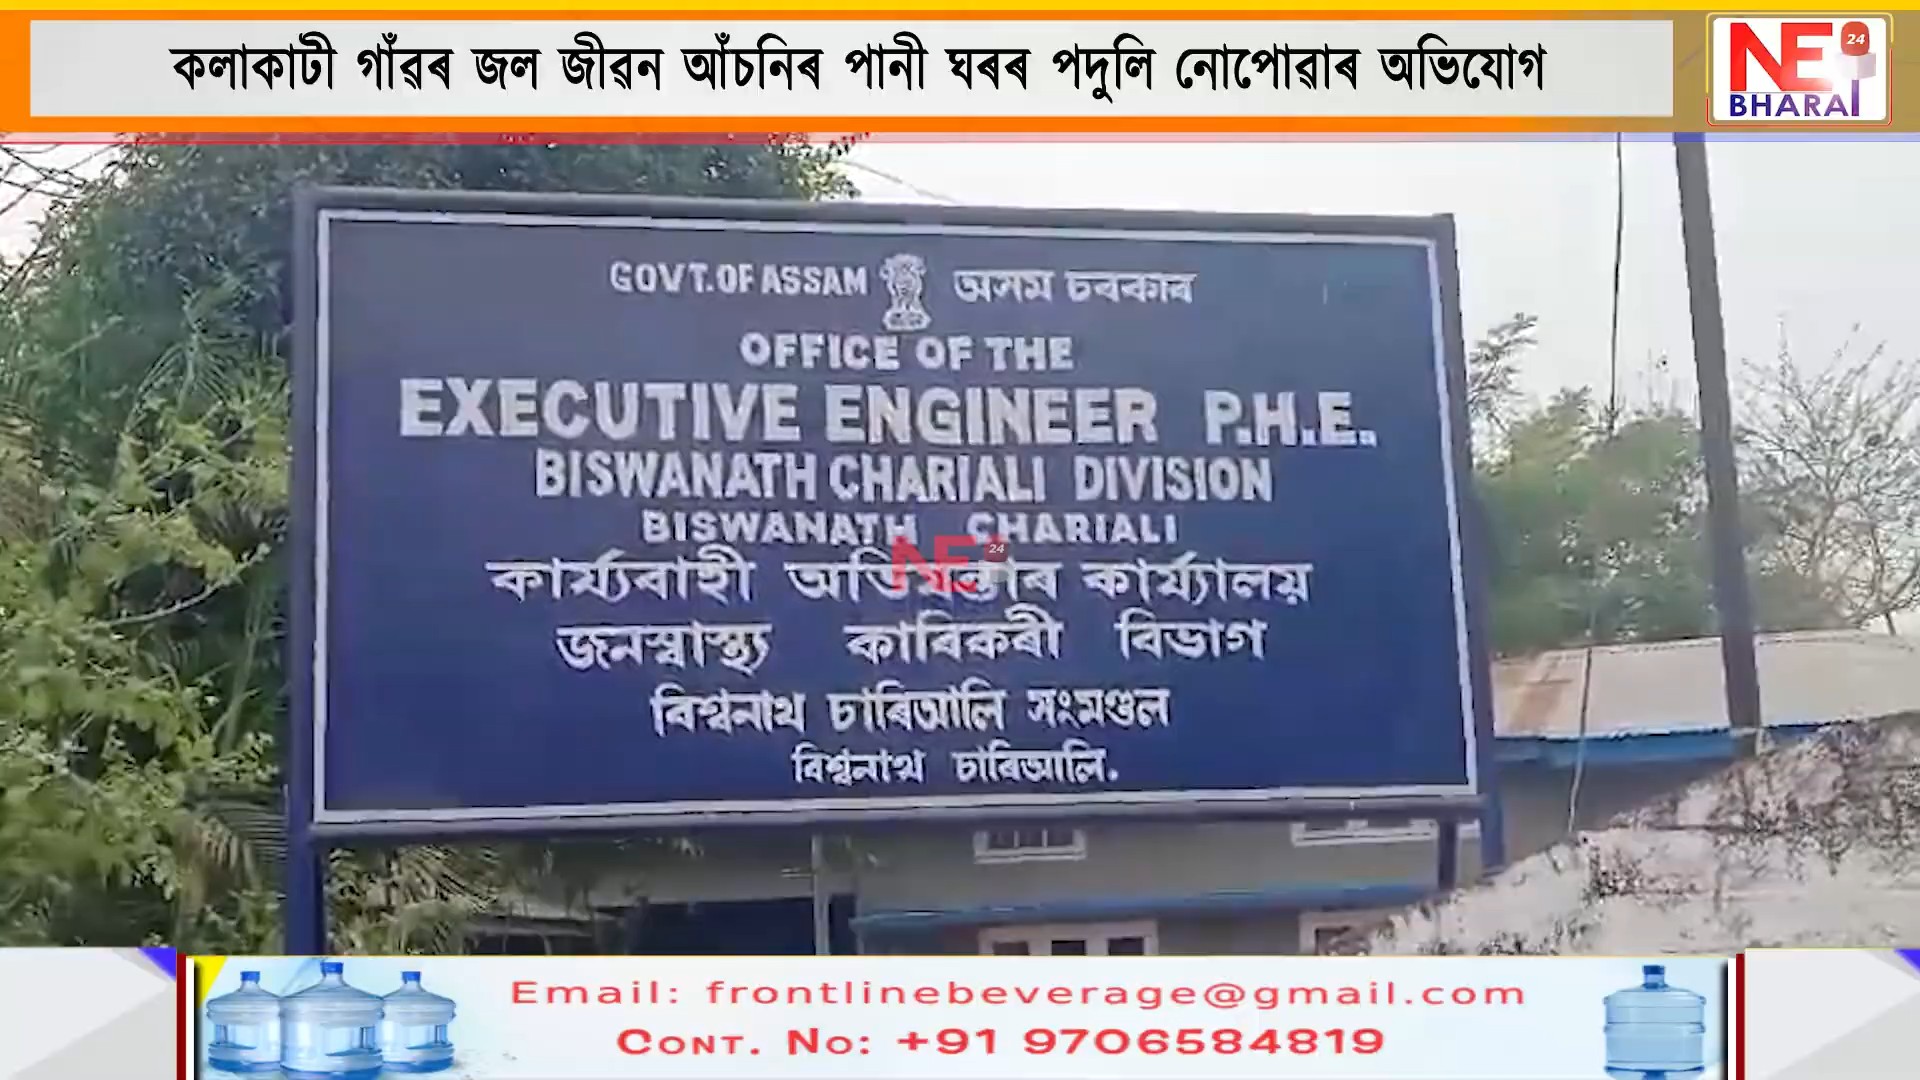 কলাকাটী গাঁৱৰ জল জীৱন আঁচনিৰ পানী ঘৰৰ পদুলি নোপোৱাৰ অভিযোগ
NE 24
BHARAT
GOVT. OF ASSAM অসম চৰকাৰ
OFFICE OF THE
EXECUTIVE ENGINEER P.H.E.
BISWANATH CHARIALI DIVISION
BISWANATH CHARIALI
NE 24
কাৰ্য্যবাহী অভিযন্তাৰ কাৰ্য্যালয়
জনস্বাস্থ্য কাৰিকৰী বিভাগ
বিশ্বনাথ চাৰিআলি সংমণ্ডল
বিশ্বনাথ চাৰিআলি.
Email: frontlinebeverage@gmail.com
CONT. NO: +91 9706584819